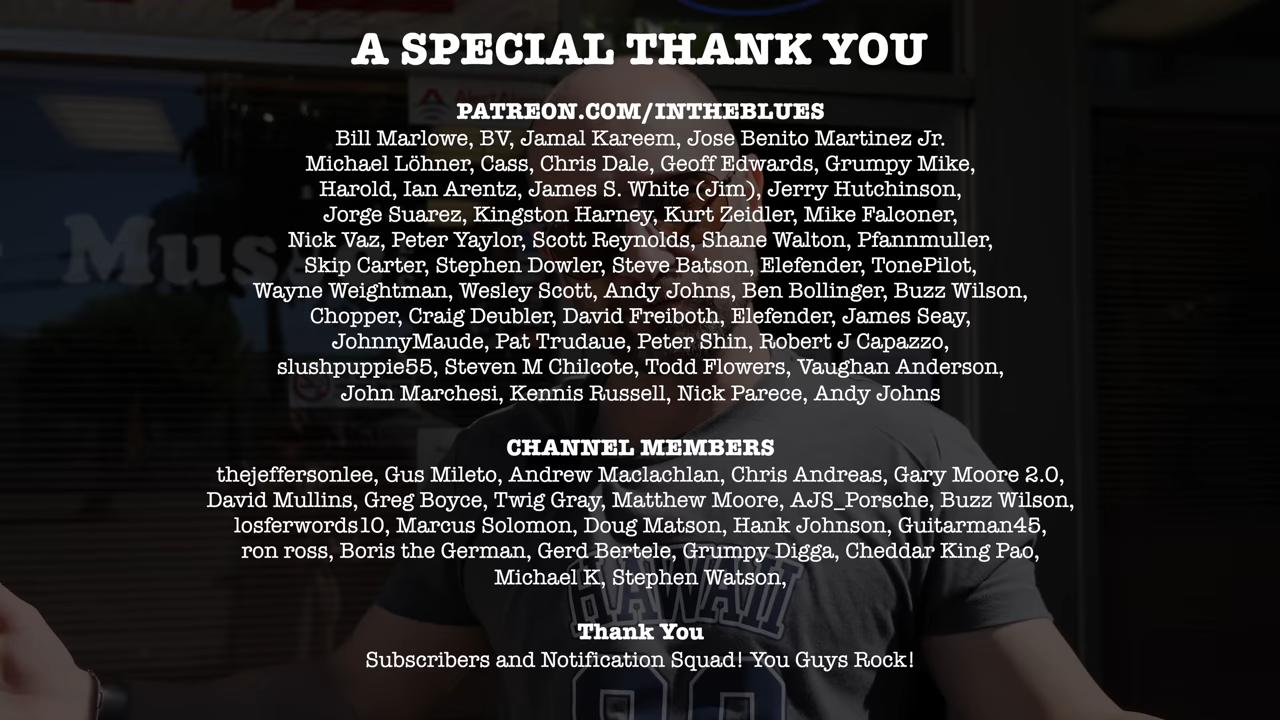 A SPECIAL THANK YOU
PATREON.COM/INTHEBLUES
Bill Marlowe, BV, Jamal Kareem, Jose Benito Martinez Jr.
Michael Löhner, Cass, Chris Dale, Geoff Edwards, Grumpy Mike,
Harold, Ian Arentz, James S. White (Jim), Jerry Hutchinson,
Jorge Suarez, Kingston Harney, Kurt Zeidler, Mike Falconer,
Nick Vaz, Peter Yaylor, Scott Reynolds, Shane Walton, Pfannmuller,
Skip Carter, Stephen Dowler, Steve Batson, Elefender, TonePilot,
Wayne Weightman, Wesley Scott, Andy Johns, Ben Bollinger, Buzz Wilson,
Chopper, Craig Deubler, David Freiboth, Elefender, James Seay,
JohnnyMaude, Pat Trudaue, Peter Shin, Robert J Capazzo,
slushpuppie55, Steven M Chilcote, Todd Flowers, Vaughan Anderson,
John Marchesi, Kennis Russell, Nick Parece, Andy Johns
CHANNEL MEMBERS
thejeffersonlee, Gus Mileto, Andrew Maclachlan, Chris Andreas, Gary Moore 2.0,
David Mullins, Greg Boyce, Twig Gray, Matthew Moore, AJS_Porsche, Buzz Wilson,
losferwords10, Marcus Solomon, Doug Matson, Hank Johnson, Guitarman45,
ron ross, Boris the German, Gerd Bertele, Grumpy Digga, Cheddar King Pao,
Michael K, Stephen Watson,
HAWAII
Thank You
Subscribers and Notification Squad! You Guys Rock!